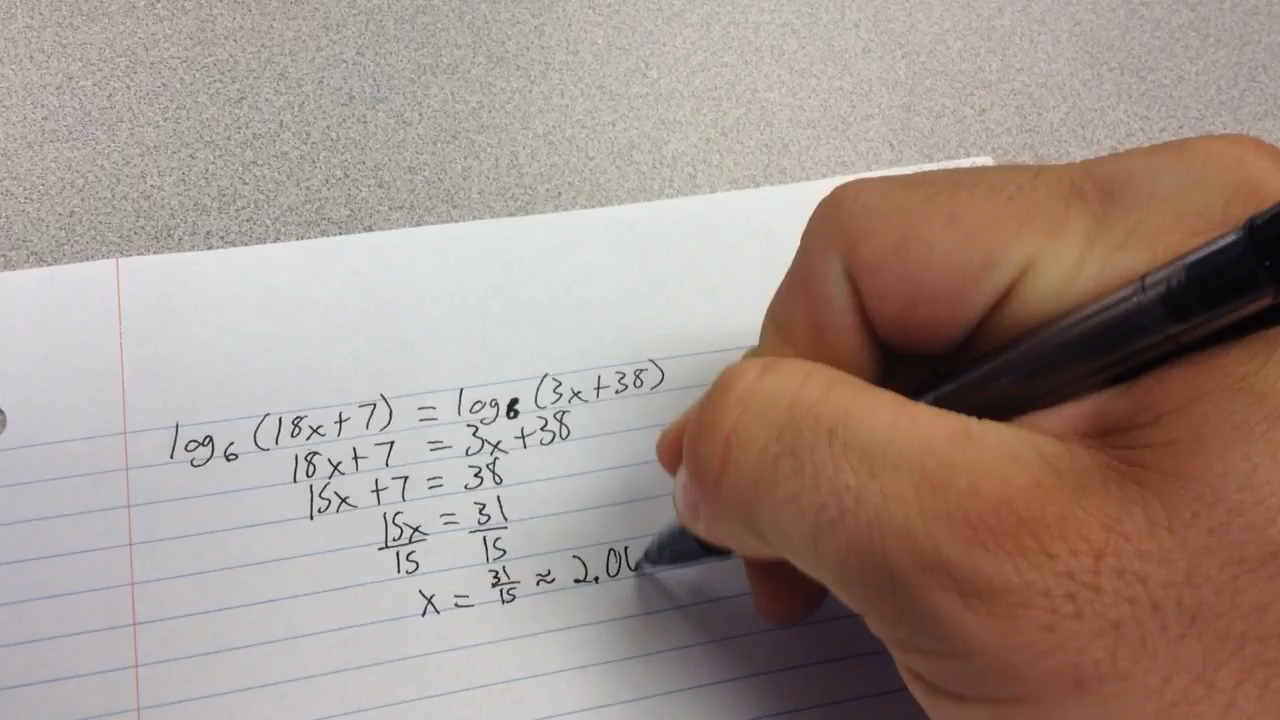 log₆ (18x+7) = log₆ (3x+38)
18x+7 = 3x+38
15x+7 = 38
15x/15 = 31/15
x = 31/15 ≈ 2.0